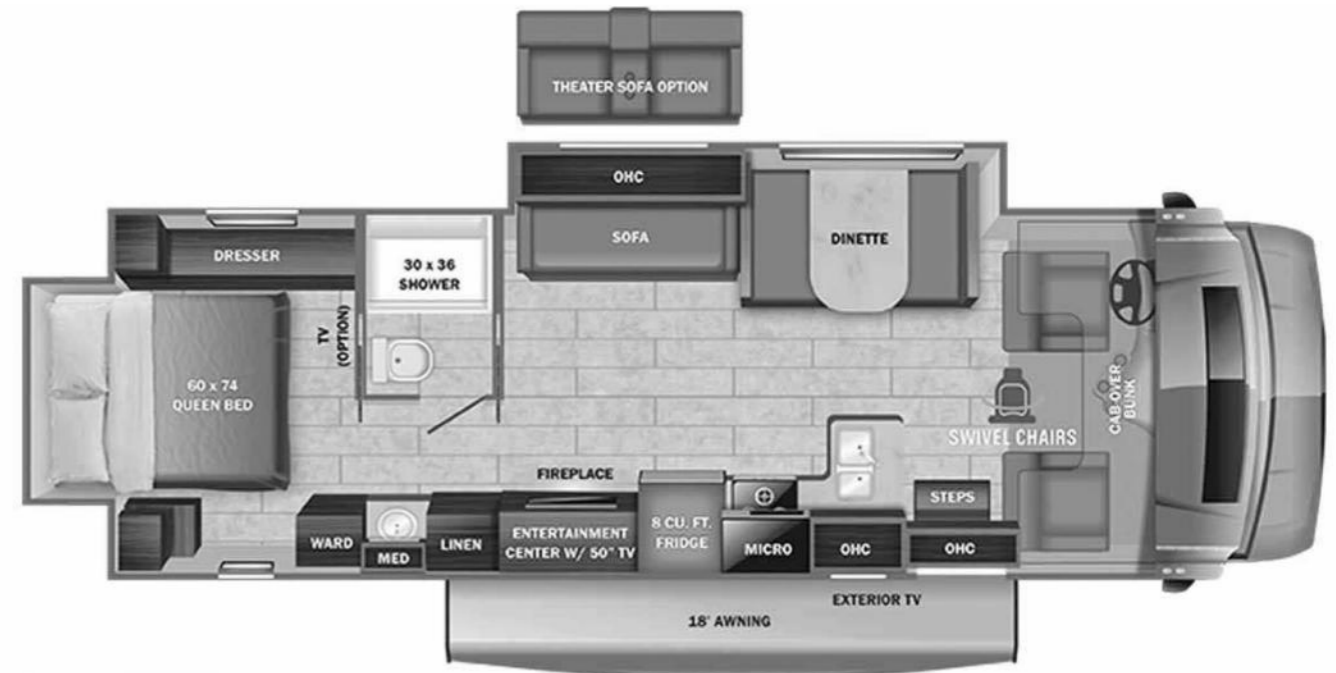 THEATER SOFA OPTION
OHC
SOFA
DINETTE
DRESSER
30 x 36
SHOWER
TV
(OPTION)
60 x 74
QUEEN BED
CAB-OVER
BUNK
SWIVEL CHAIRS
FIREPLACE
STEPS
WARD
MED
LINEN
ENTERTAINMENT
CENTER W/ 50" TV
8 CU. FT.
FRIDGE
MICRO
OHC
OHC
EXTERIOR TV
18' AWNING